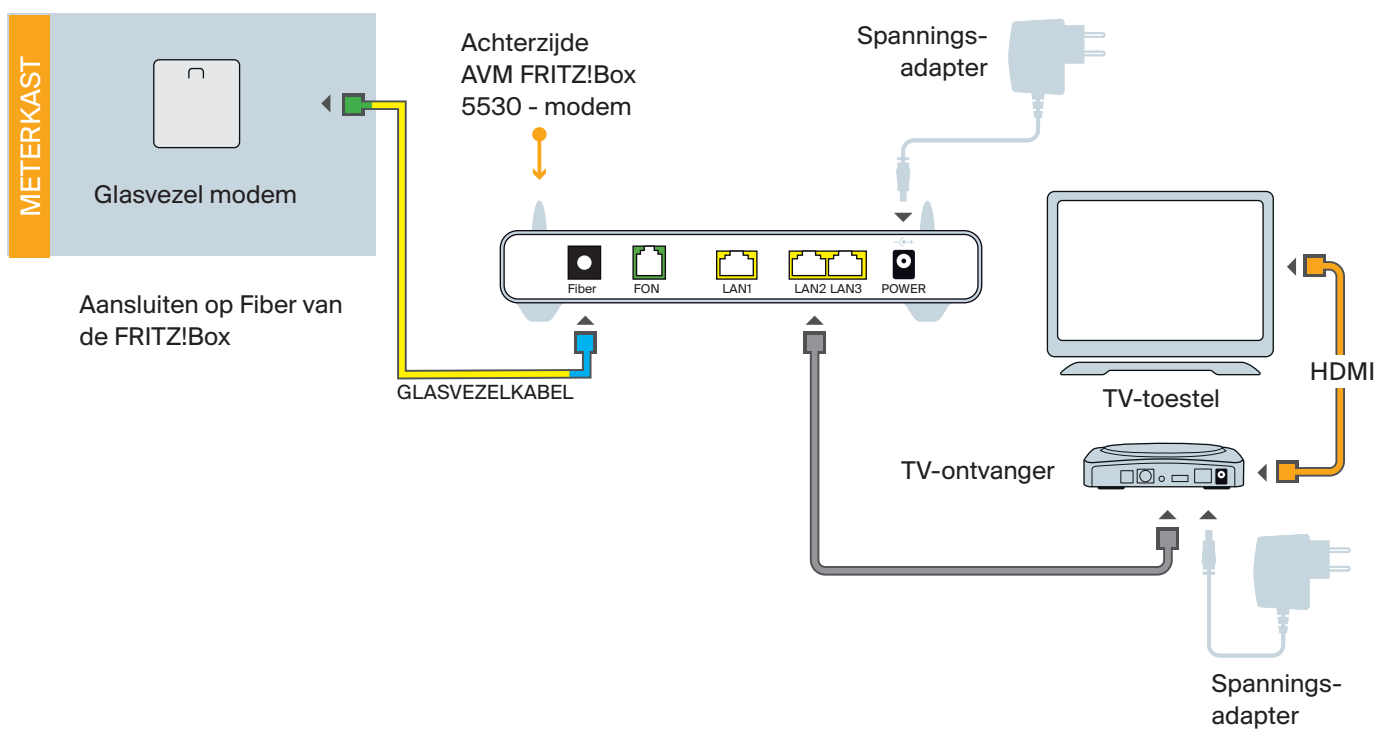 METERKAST
Glasvezel modem
Aansluiten op Fiber van
de FRITZ!Box
Achterzijde
AVM FRITZ!Box
5530 - modem
Spannings-
adapter
Fiber
FON
LAN1
LAN2 LAN3
POWER
GLASVEZELKABEL
TV-toestel
HDMI
TV-ontvanger
Spannings-
adapter